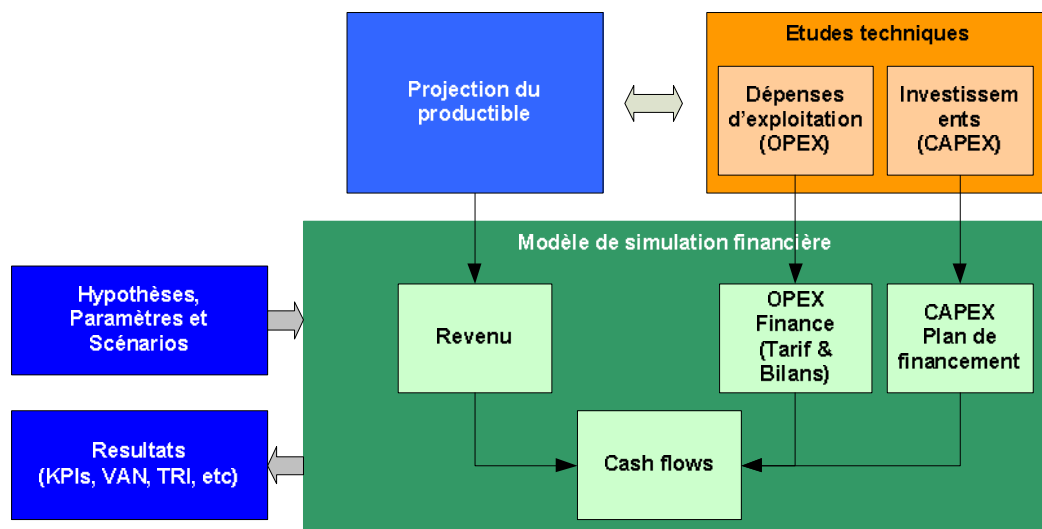 Projection du
productible
Etudes techniques
Dépenses
d'exploitation
(OPEX)
Investissem
ents
(CAPEX)
Modèle de simulation financière
Hypothèses,
Paramètres et
Scénarios
Revenu
OPEX
Finance
(Tarif &
Bilans)
CAPEX
Plan de
financement
Resultats
(KPIs, VAN, TRI, etc)
Cash flows